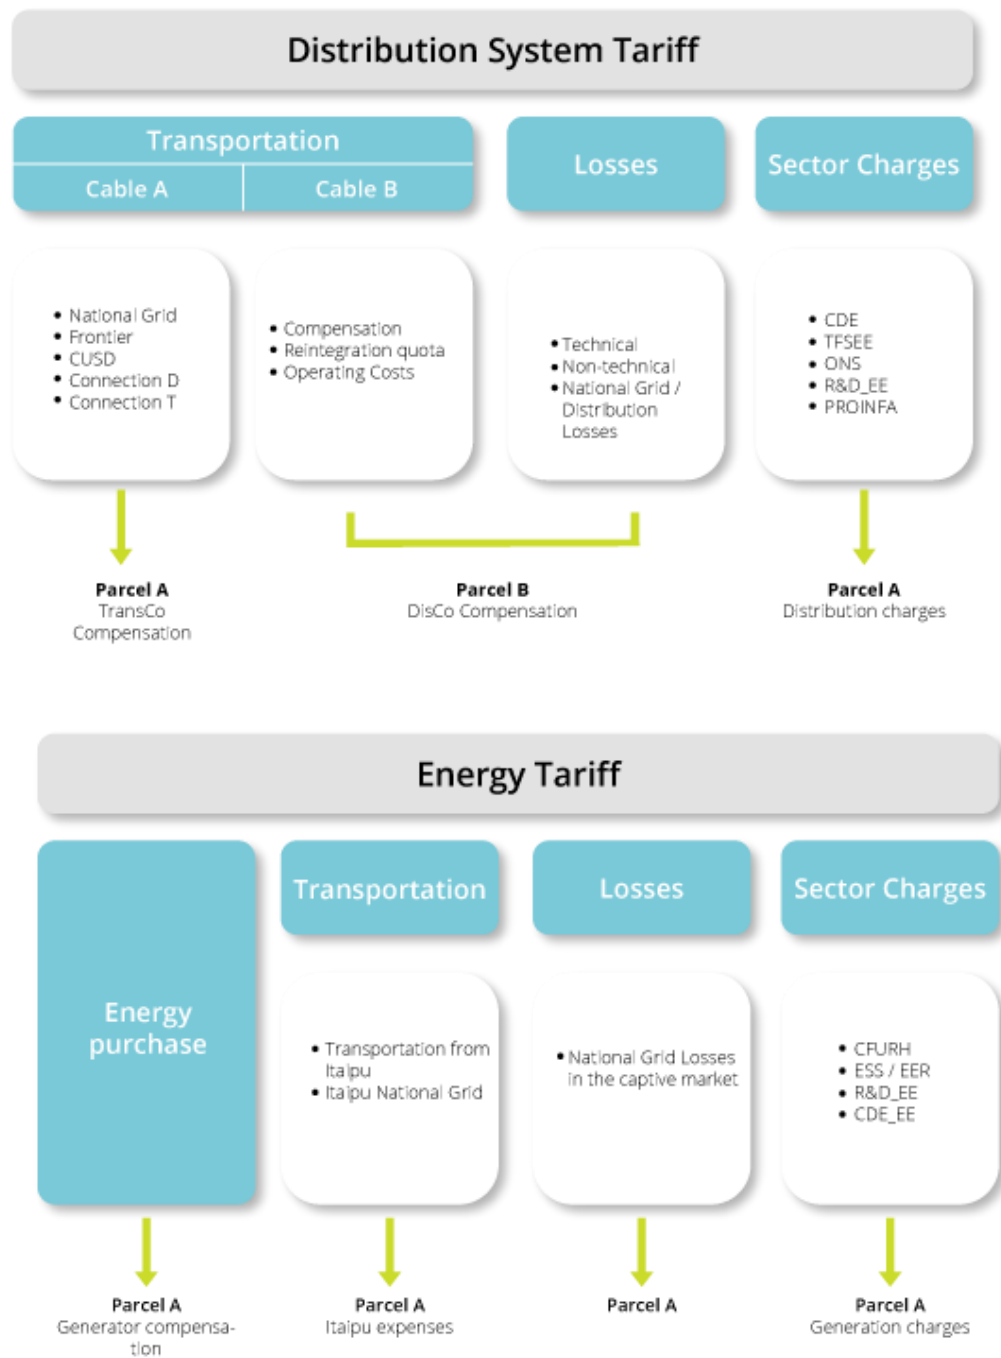 Distribution System Tariff
Transportation
Cable A
Cable B
Losses
Sector Charges
• National Grid
• Frontier
• CUSD
• Connection D
• Connection T
• Compensation
• Reintegration quota
• Operating Costs
• Technical
• Non-technical
• National Grid /
Distribution
Losses
• CDE
• TFSEE
• ONS
• R&D_EE
• PROINFA
Parcel A
TransCo
Compensation
Parcel B
DisCo Compensation
Parcel A
Distribution charges
Energy Tariff
Energy
purchase
Transportation
Losses
Sector Charges
• Transportation from
Itaipu
• Itaipu National Grid
• National Grid Losses
in the captive market
• CFURH
• ESS / EER
• R&D_EE
• CDE_EE
Parcel A
Generator compensa-
tion
Parcel A
Itaipu expenses
Parcel A
Parcel A
Generation charges